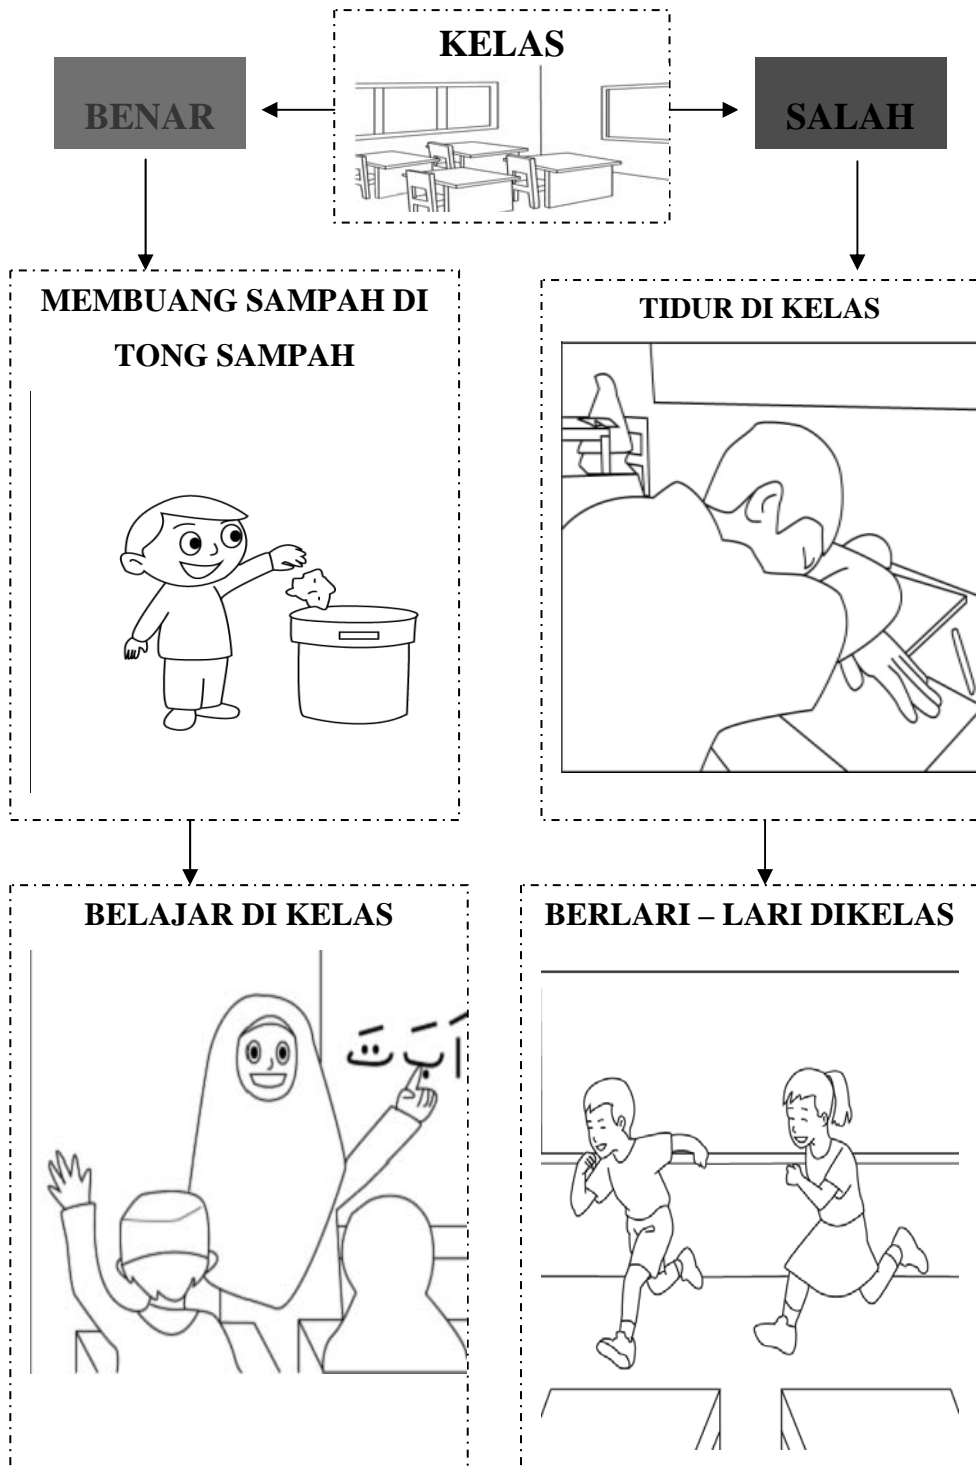 KELAS
BENAR
SALAH
MEMBUANG SAMPAH DI
TONG SAMPAH
TIDUR DI KELAS
BELAJAR DI KELAS
BERLARI – LARI DIKELAS
اَ بَ تَ